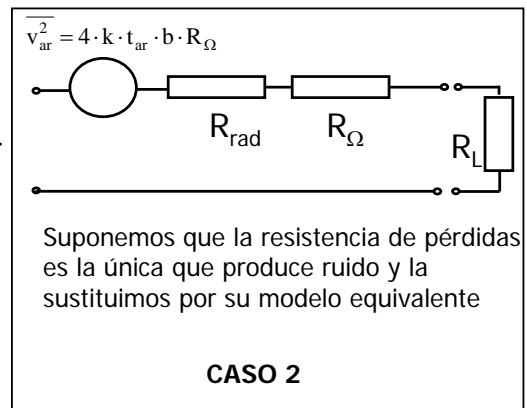 v²ar = 4 · k · tar · b · RΩ
Rrad RΩ RL
Suponemos que la resistencia de pérdidas
es la única que produce ruido y la
sustituimos por su modelo equivalente
CASO 2